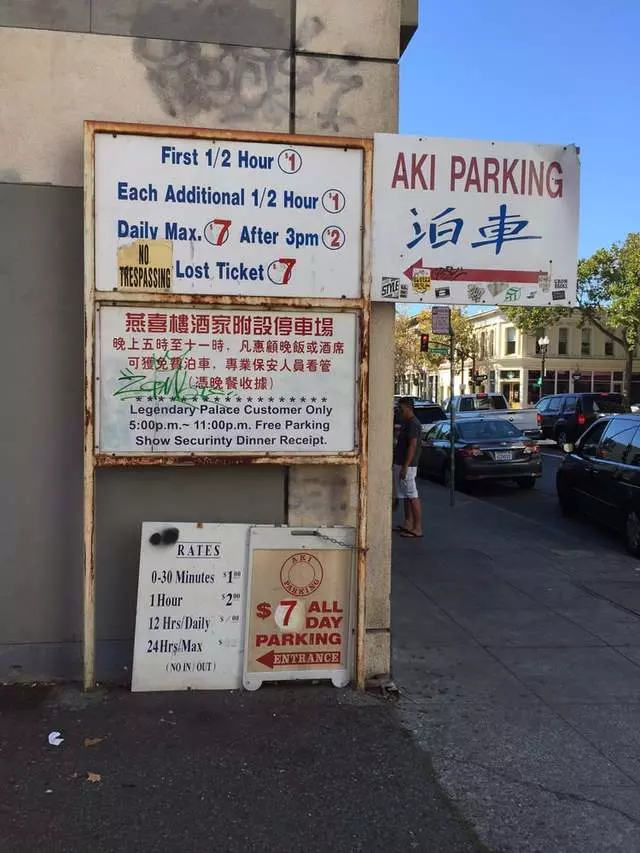 First 1/2 Hour $1
Each Additional 1/2 Hour $1
Daily Max. $7 After 3pm $2
NO
TRESPASSING
Lost Ticket $7
AKI PARKING
泊車
燕喜樓酒家附設停車場
晚上五時至十一時，凡惠顧晚飯或酒席
可獲免費泊車，專業保安人員看管
(憑晚餐收據)
Legendary Palace Customer Only
5:00p.m.~ 11:00p.m. Free Parking
Show Securinty Dinner Receipt.
RATES
0-30 Minutes $1.00
1 Hour $2.00
12 Hrs/Daily
24Hrs/Max
(NO IN/OUT)
AKI
PARKING
$7 ALL
DAY
PARKING
ENTRANCE